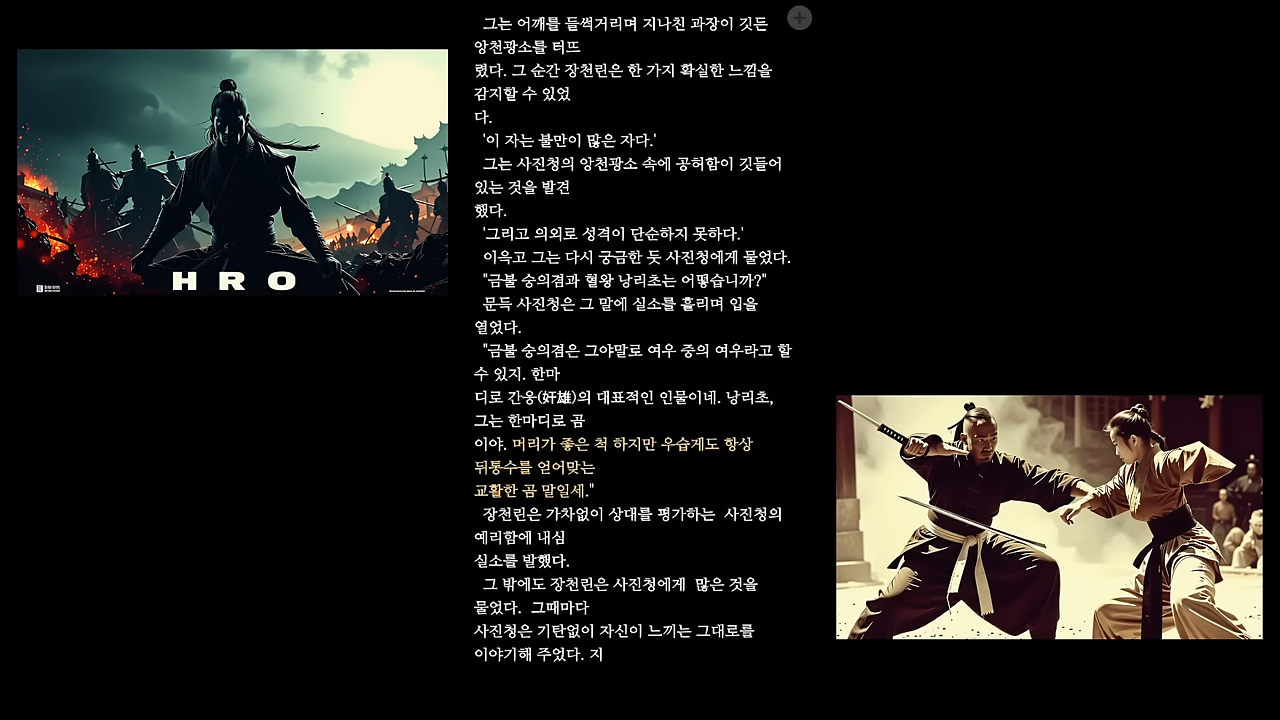 HRO
그는 어깨를 들썩거리며 지나친 과장이 깃든
앙천광소를 터뜨
렸다. 그 순간 장천린은 한 가지 확실한 느낌을
감지할 수 있었
다.
'이 자는 불만이 많은 자다.'
그는 사진청의 앙천광소 속에 공허함이 깃들어
있는 것을 발견
했다.
'그리고 의외로 성격이 단순하지 못하다.'
이윽고 그는 다시 궁금한 듯 사진청에게 물었다.
"금불 숭의겸과 혈왕 낭리초는 어떻습니까?"
문득 사진청은 그 말에 실소를 흘리며 입을
열었다.
"금불 숭의겸은 그야말로 여우 중의 여우라고 할
수 있지. 한마
디로 간웅(奸雄)의 대표적인 인물이네. 낭리초,
그는 한마디로 곰
이야. 머리가 좋은 척 하지만 우습게도 항상
뒤통수를 얻어맞는
교활한 곰 말일세."
장천린은 가차없이 상대를 평가하는 사진청의
예리함에 내심
실소를 발했다.
그 밖에도 장천린은 사진청에게 많은 것을
물었다. 그때마다
사진청은 기탄없이 자신이 느끼는 그대로를
이야기해 주었다. 지